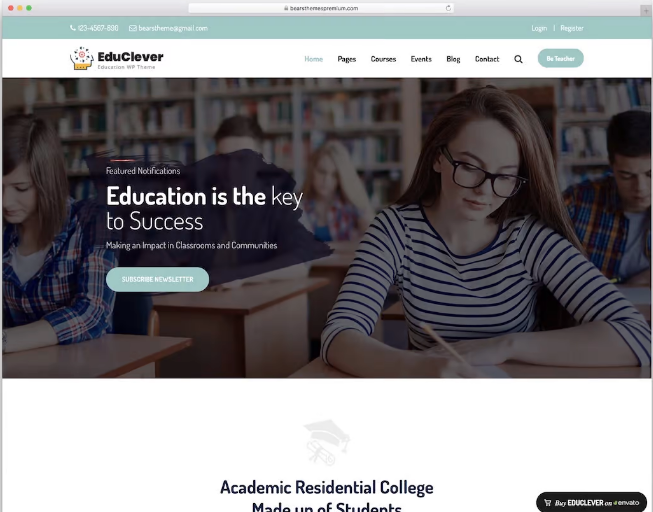 bearsthemespremium.com
123-4567-890 bearsthemes@gmail.com
Login | Register
EduClever
Education WP Theme
Home Pages Courses Events Blog Contact
Be Teacher
Featured Notifications
Education is the key
to Success
Making an Impact in Classrooms and Communities
SUBSCRIBE NEWSLETTER
Academic Residential College
Made up of Students
Buy EDUCLEVER on envato